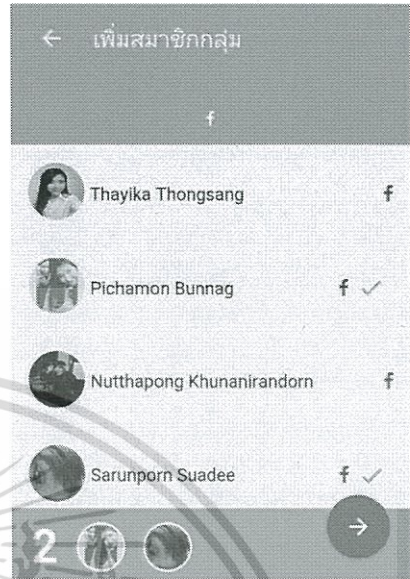 ← เพิ่มสมาชิกกลุ่ม
f
Thayika Thongsang f
Pichamon Bunnag f ✓
Nutthapong Khunanirandorn f
Sarunporn Suadee f ✓
2 →